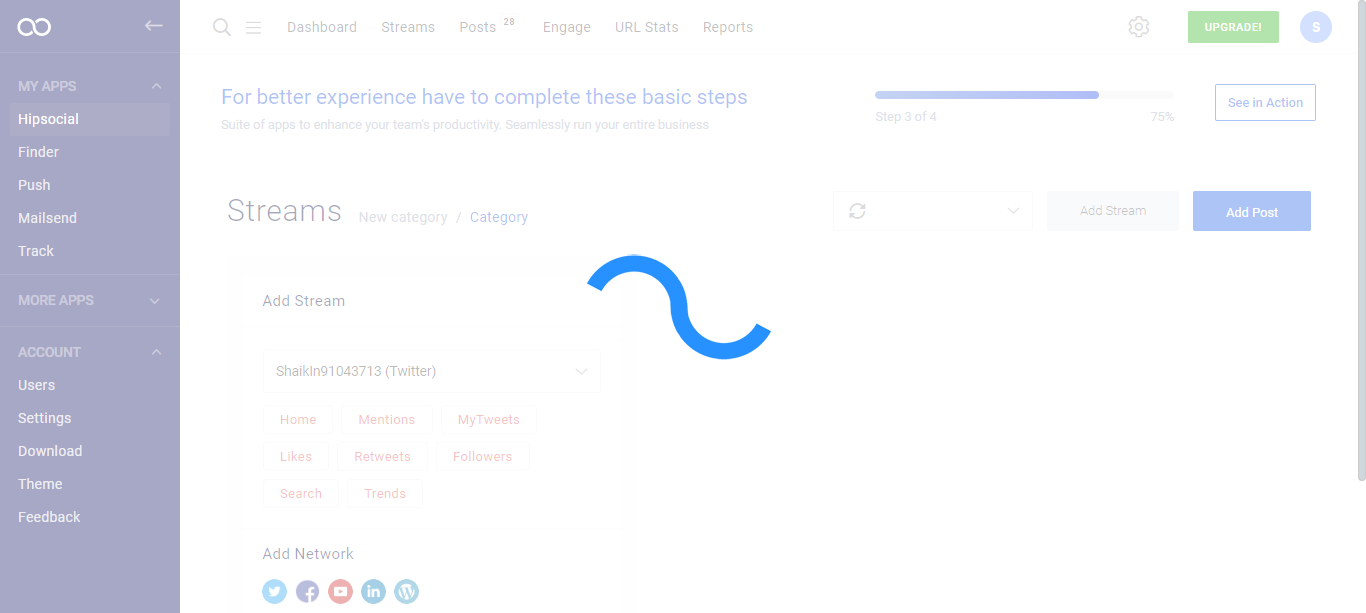 MY APPS
Hipsocial
Finder
Push
Mailsend
Track
MORE APPS
ACCOUNT
Users
Settings
Download
Theme
Feedback
Dashboard Streams Posts 28 Engage URL Stats Reports UPGRADE! S
For better experience have to complete these basic steps
Suite of apps to enhance your team's productivity. Seamlessly run your entire business
Step 3 of 4 75%
See in Action
Streams New category / Category
Add Stream Add Post
Add Stream
ShaikIn91043713 (Twitter)
Home Mentions MyTweets
Likes Retweets Followers
Search Trends
Add Network